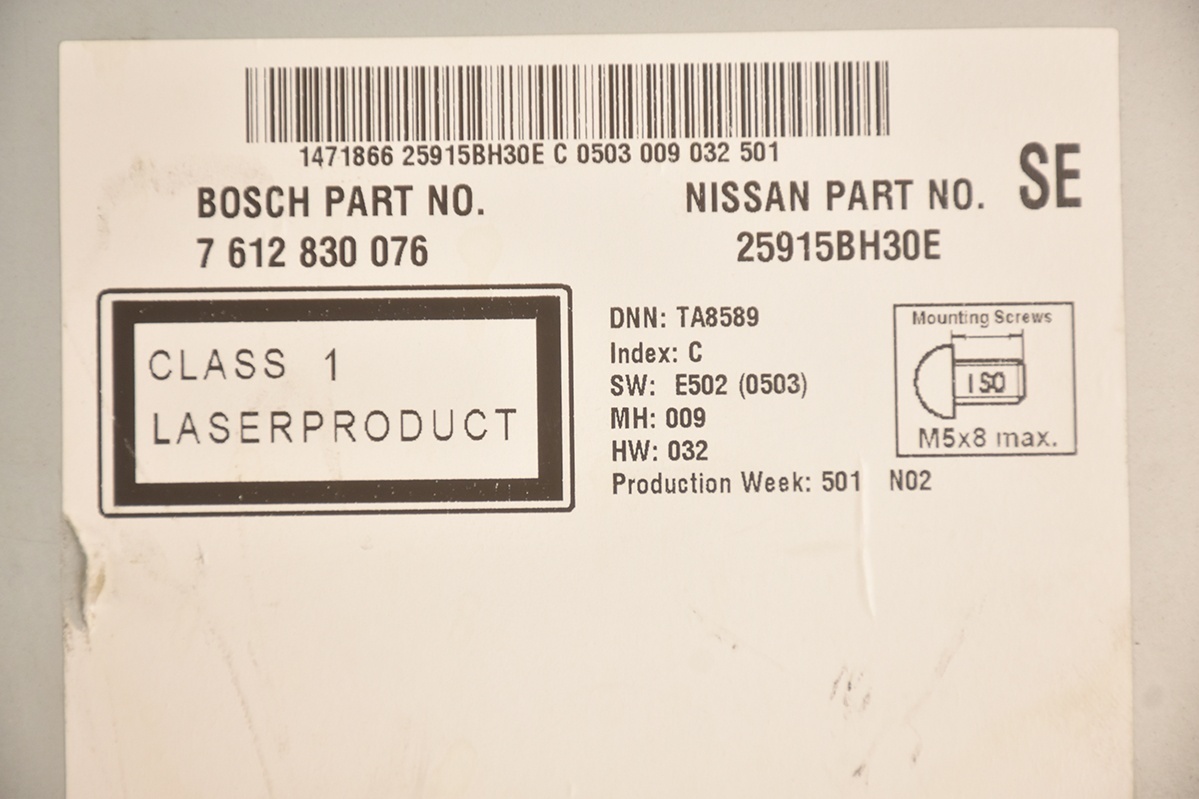 1471866 25915BH30E C 0503 009 032 501
BOSCH PART NO.
7 612 830 076
NISSAN PART NO.
25915BH30E
SE
CLASS 1
LASERPRODUCT
DNN: TA8589
Index: C
SW: E502 (0503)
MH: 009
HW: 032
Production Week: 501 N02
Mounting Screws
ISO
M5x8 max.